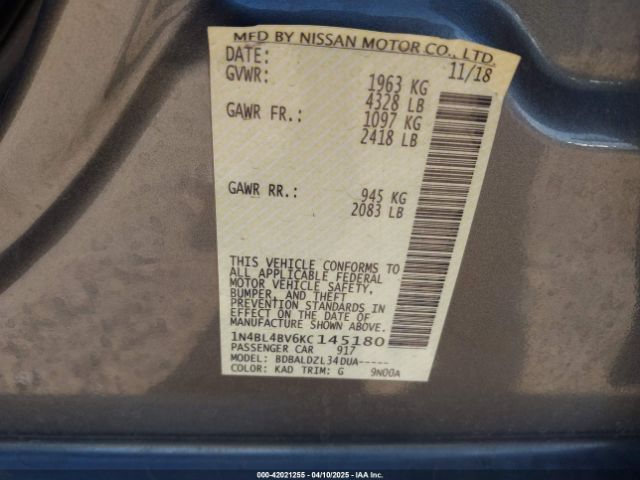 MFD BY NISSAN MOTOR CO., LTD.
DATE: 11/18
GVWR: 1963 KG
4328 LB
GAWR FR.: 1097 KG
2418 LB
GAWR RR.: 945 KG
2083 LB
THIS VEHICLE CONFORMS TO
ALL APPLICABLE FEDERAL
MOTOR VEHICLE SAFETY,
BUMPER, AND THEFT
PREVENTION STANDARDS IN
EFFECT ON THE DATE OF
MANUFACTURE SHOWN ABOVE.
1N4BL4BV6KC145180
PASSENGER CAR 917
MODEL: BDBALDZL34DUA-----
COLOR: KAD TRIM: G 9N00A
000-42021255 - 04/10/2025 - IAA Inc.